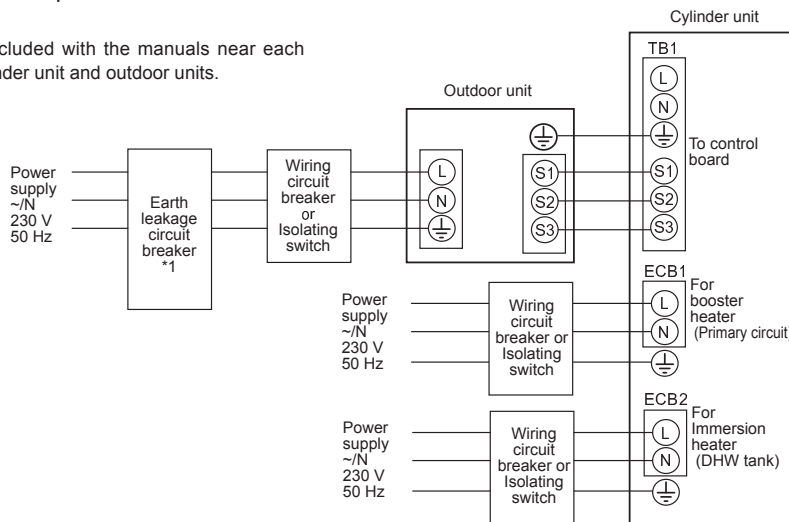 Cylinder unit
cluded with the manuals near each
nder unit and outdoor units.
TB1
L
N
To control
board
S1
S2
S3
Outdoor unit
L
N
S1
S2
S3
Power
supply
~/N
230 V
50 Hz
Earth
leakage
circuit
breaker
*1
Wiring
circuit
breaker
or
Isolating
switch
ECB1
For
booster
heater
(Primary circuit)
L
N
Power
supply
~/N
230 V
50 Hz
Wiring
circuit
breaker or
Isolating
switch
ECB2
For
Immersion
heater
(DHW tank)
L
N
Power
supply
~/N
230 V
50 Hz
Wiring
circuit
breaker or
Isolating
switch